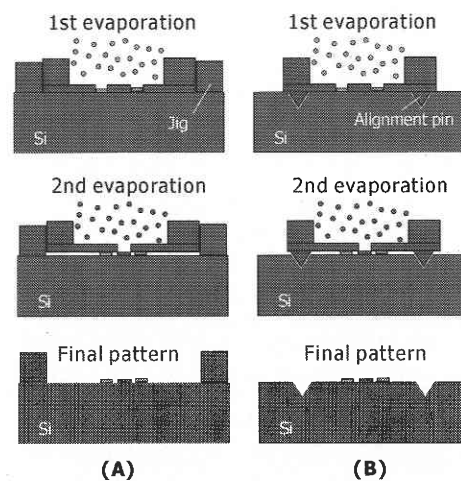 1st evaporation
Jig
Si
2nd evaporation
Si
Final pattern
Si
(A)
1st evaporation
Alignment pin
Si
2nd evaporation
Si
Final pattern
Si
(B)